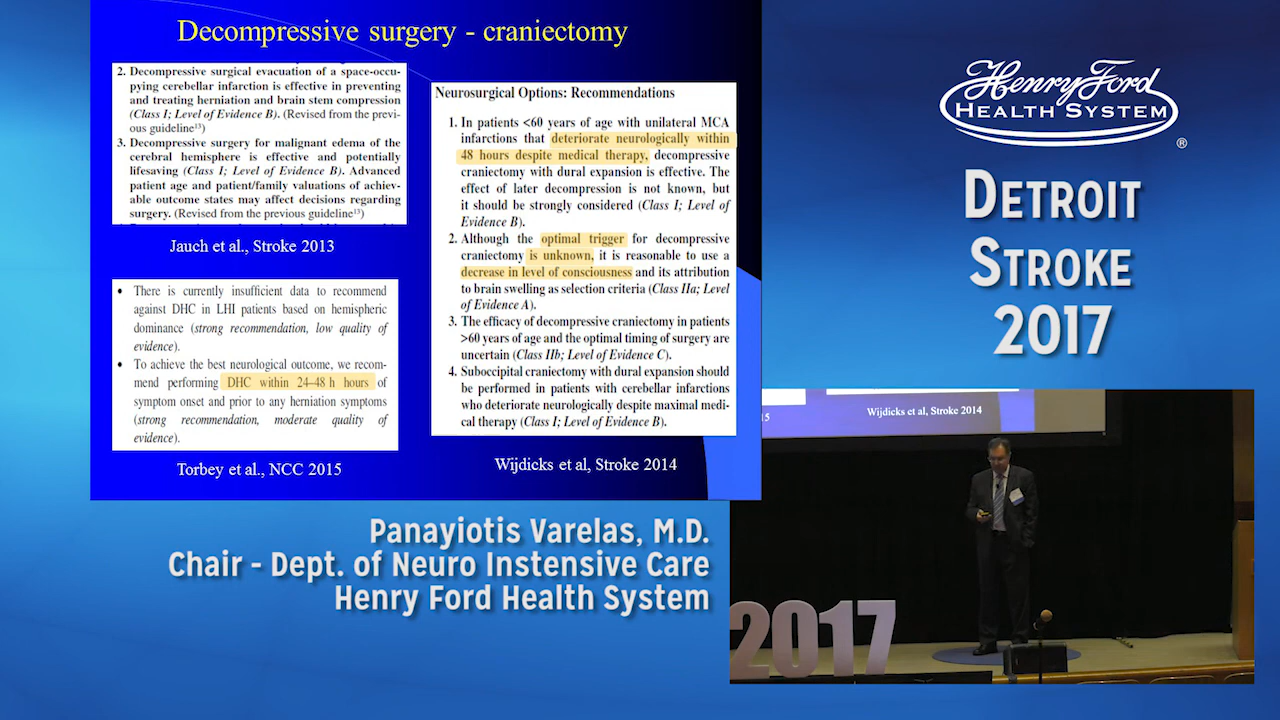 Decompressive surgery - craniectomy
2. Decompressive surgical evacuation of a space-occu-
pying cerebellar infarction is effective in preventing
and treating herniation and brain stem compression
(Class I; Level of Evidence B). (Revised from the previ-
ous guideline¹³)
3. Decompressive surgery for malignant edema of the
cerebral hemisphere is effective and potentially
lifesaving (Class I; Level of Evidence B). Advanced
patient age and patient/family valuations of achiev-
able outcome states may affect decisions regarding
surgery. (Revised from the previous guideline¹³)
Jauch et al., Stroke 2013
• There is currently insufficient data to recommend
against DHC in LHI patients based on hemispheric
dominance (strong recommendation, low quality of
evidence).
• To achieve the best neurological outcome, we recom-
mend performing DHC within 24–48 h hours of
symptom onset and prior to any herniation symptoms
(strong recommendation, moderate quality of
evidence).
Torbey et al., NCC 2015
Neurosurgical Options: Recommendations
1. In patients <60 years of age with unilateral MCA
infarctions that deteriorate neurologically within
48 hours despite medical therapy, decompressive
craniectomy with dural expansion is effective. The
effect of later decompression is not known, but
it should be strongly considered (Class I; Level of
Evidence B).
2. Although the optimal trigger for decompressive
craniectomy is unknown, it is reasonable to use a
decrease in level of consciousness and its attribution
to brain swelling as selection criteria (Class IIa; Level
of Evidence A).
3. The efficacy of decompressive craniectomy in patients
>60 years of age and the optimal timing of surgery are
uncertain (Class IIb; Level of Evidence C).
4. Suboccipital craniectomy with dural expansion should
be performed in patients with cerebellar infarctions
who deteriorate neurologically despite maximal medi-
cal therapy (Class I; Level of Evidence B).
Wijdicks et al, Stroke 2014
Henry Ford
HEALTH SYSTEM
®
DETROIT
STROKE
2017
15
Wijdicks et al, Stroke 2014
2017
Panayiotis Varelas, M.D.
Chair - Dept. of Neuro Instensive Care
Henry Ford Health System